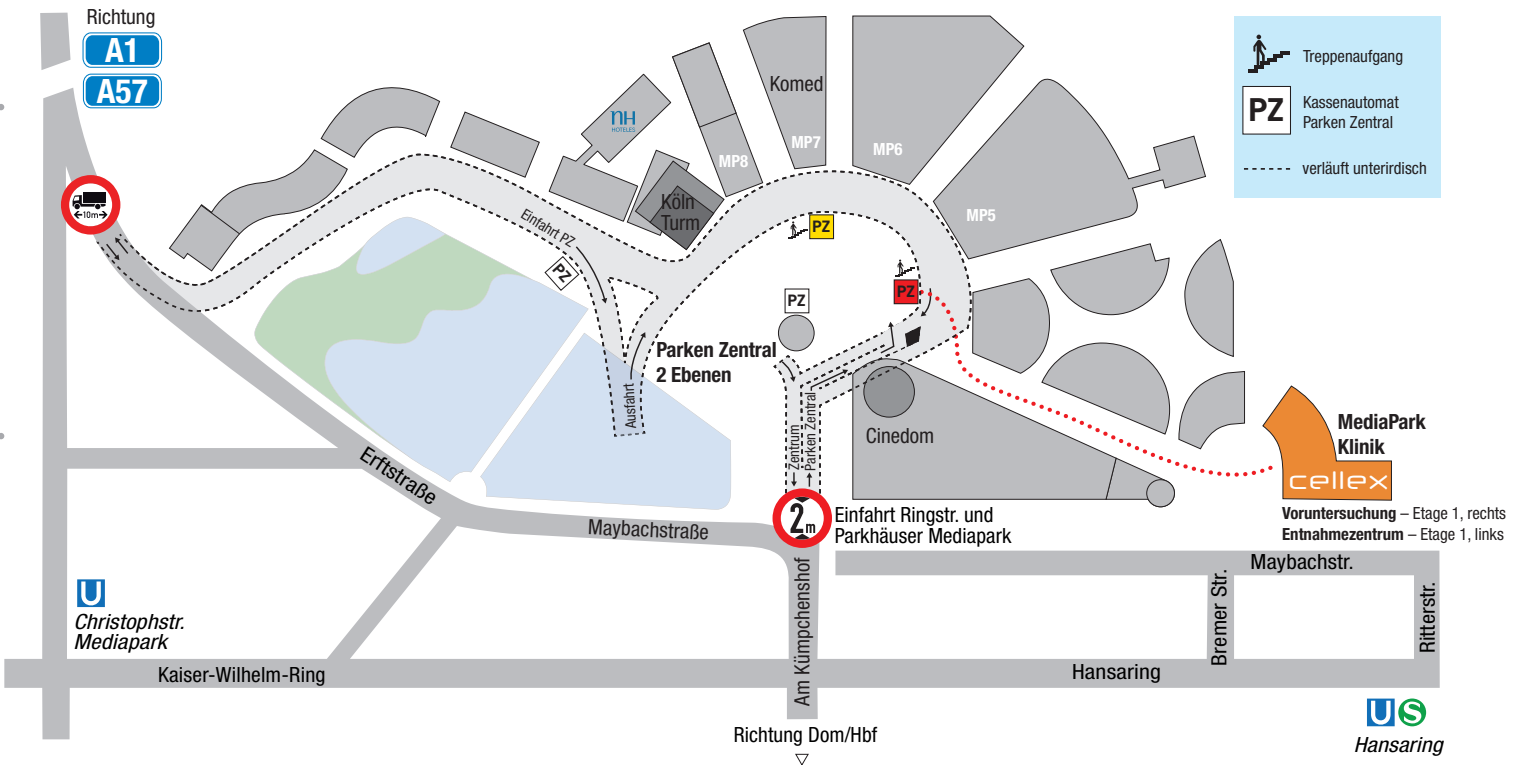 Richtung
A1
A57
10m
nH
HOTELES
Komed
MP8
MP7
MP6
MP5
Köln
Turm
Einfahrt PZ
PZ
PZ
PZ
PZ
Parken Zentral
2 Ebenen
Ausfahrt
Zentrum
Parken Zentral
Cinedom
Treppenaufgang
PZ
Kassenautomat
Parken Zentral
verläuft unterirdisch
MediaPark
Klinik
cellex
Voruntersuchung – Etage 1, rechts
Entnahmezentrum – Etage 1, links
Erftstraße
Maybachstraße
2m
Einfahrt Ringstr. und
Parkhäuser Mediapark
Maybachstr.
Bremer Str.
Ritterstr.
U
Christophstr.
Mediapark
Kaiser-Wilhelm-Ring
Am Kümpchenshof
Hansaring
Richtung Dom/Hbf
U S
Hansaring